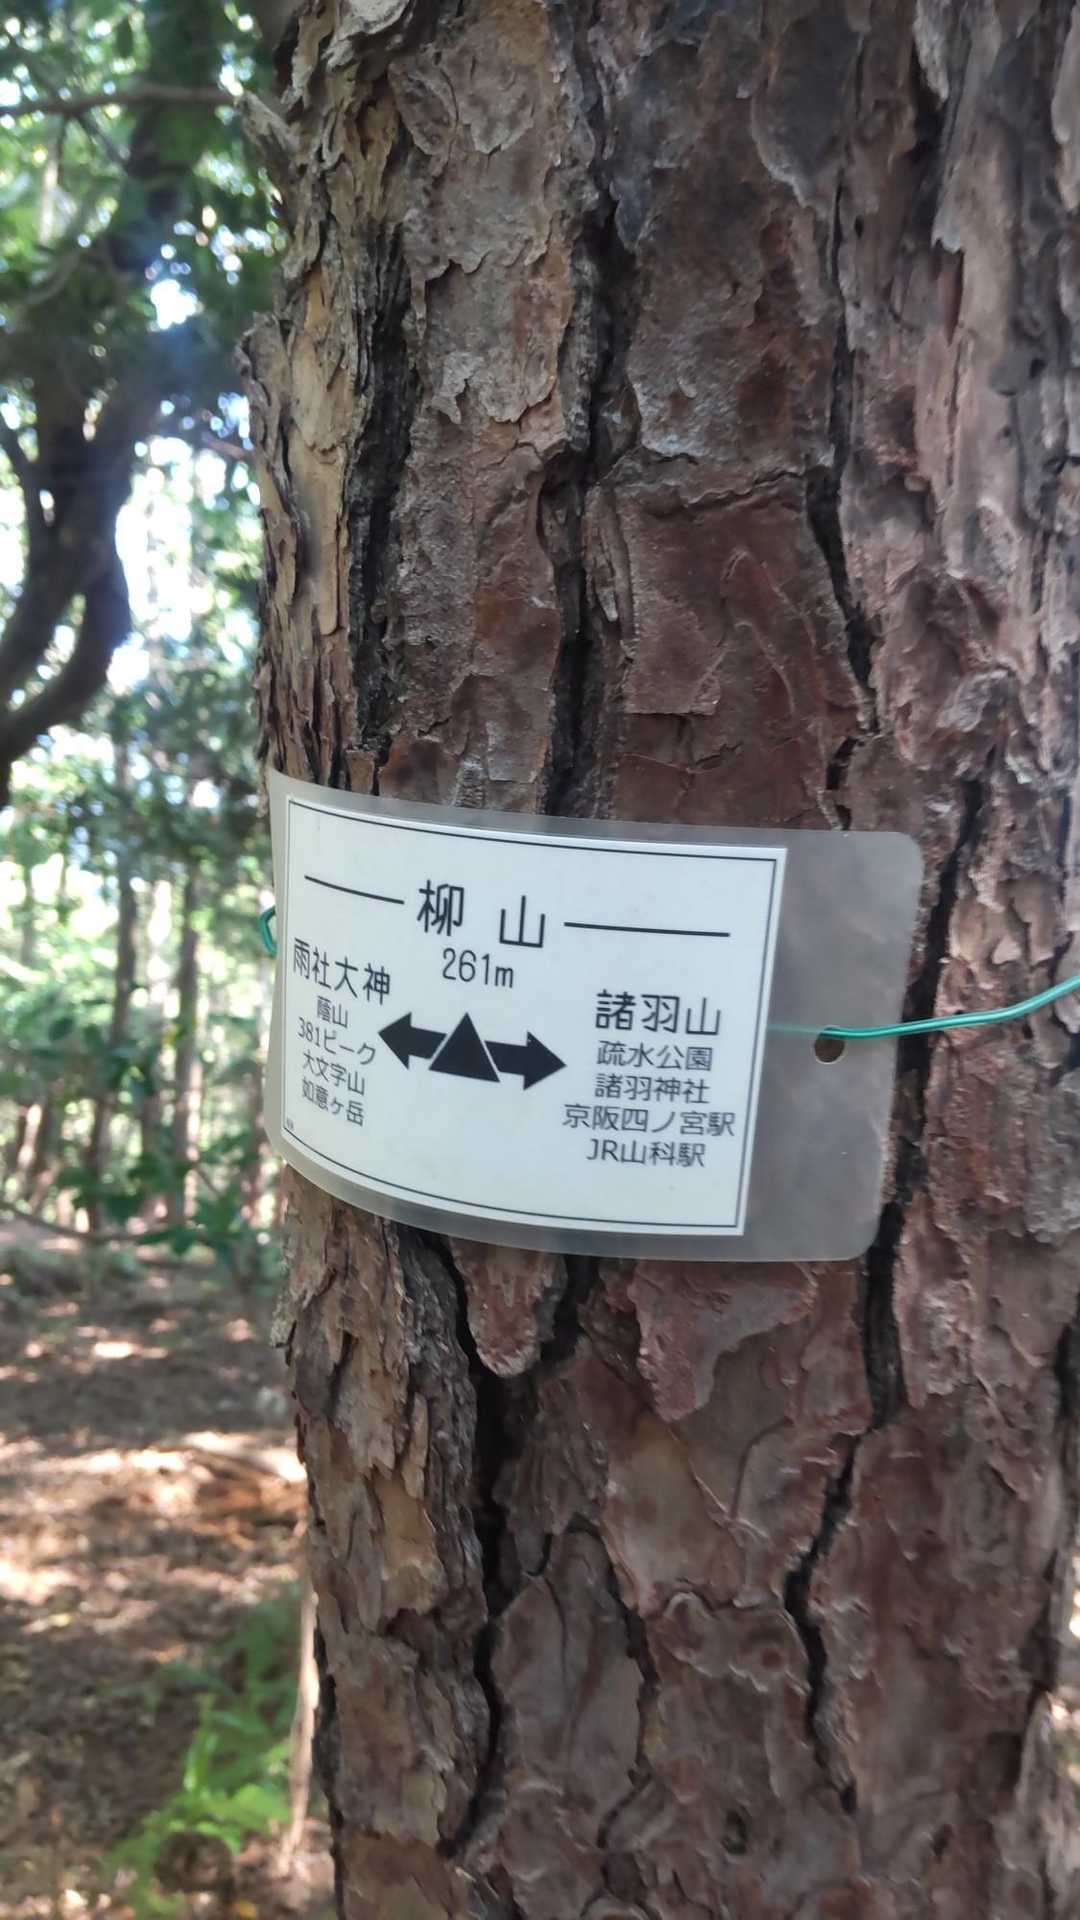 柳山
261m
雨社大神
蔭山
381ピーク
大文字山
如意ヶ岳
諸羽山
疏水公園
諸羽神社
京阪四ノ宮駅
JR山科駅